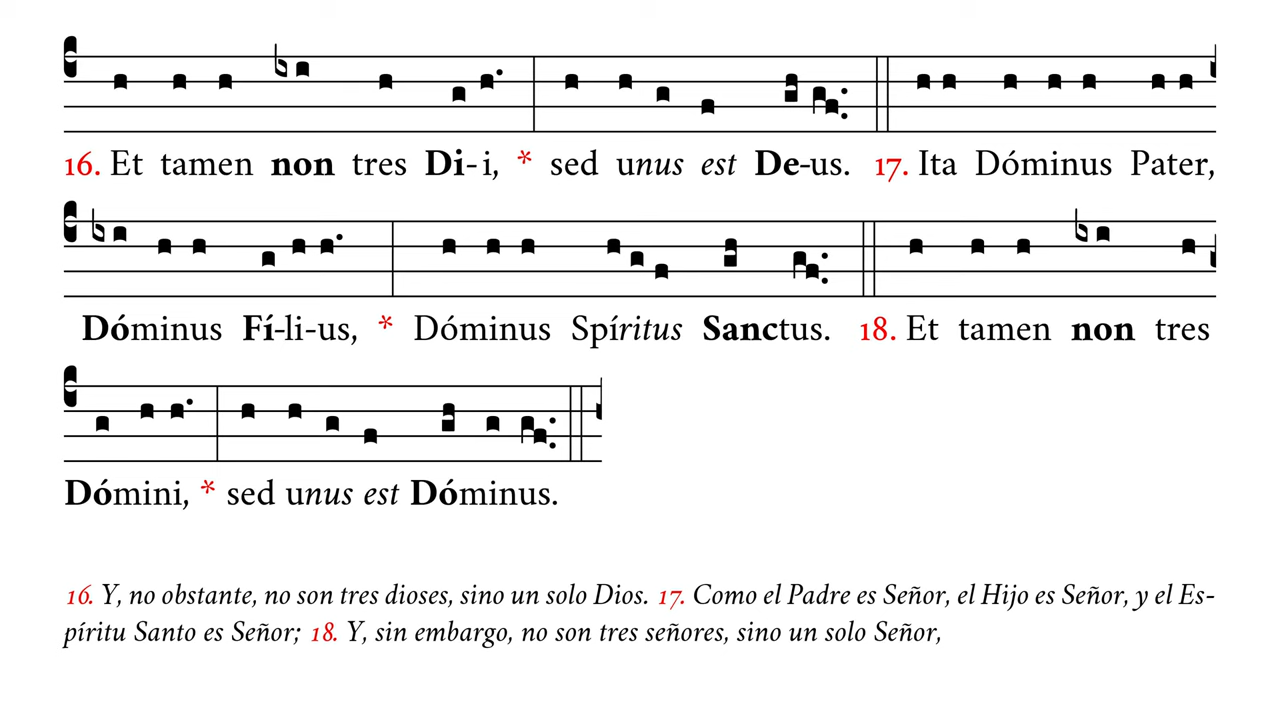 16. Et tamen non tres Di-i, * sed unus est De-us. 17. Ita Dóminus Pater,
Dóminus Fí-li-us, * Dóminus Spíritus Sanctus. 18. Et tamen non tres
Dómini, * sed unus est Dóminus.
16. Y, no obstante, no son tres dioses, sino un solo Dios. 17. Como el Padre es Señor, el Hijo es Señor, y el Es-
píritu Santo es Señor; 18. Y, sin embargo, no son tres señores, sino un solo Señor,